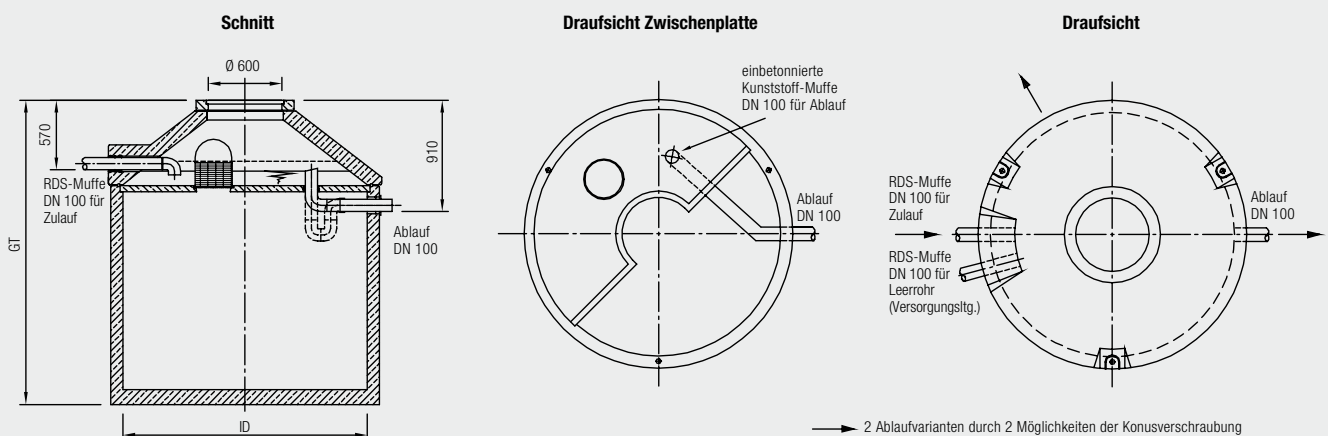 Schnitt
Ø 600
570
910
RDS-Muffe
DN 100 für
Zulauf
Ablauf
DN 100
GT
ID
Draufsicht Zwischenplatte
einbetonnierte
Kunststoff-Muffe
DN 100 für Ablauf
Ablauf
DN 100
Draufsicht
RDS-Muffe
DN 100 für
Zulauf
RDS-Muffe
DN 100 für
Leerrohr
(Versorgungsltg.)
Ablauf
DN 100
2 Ablaufvarianten durch 2 Möglichkeiten der Konusverschraubung